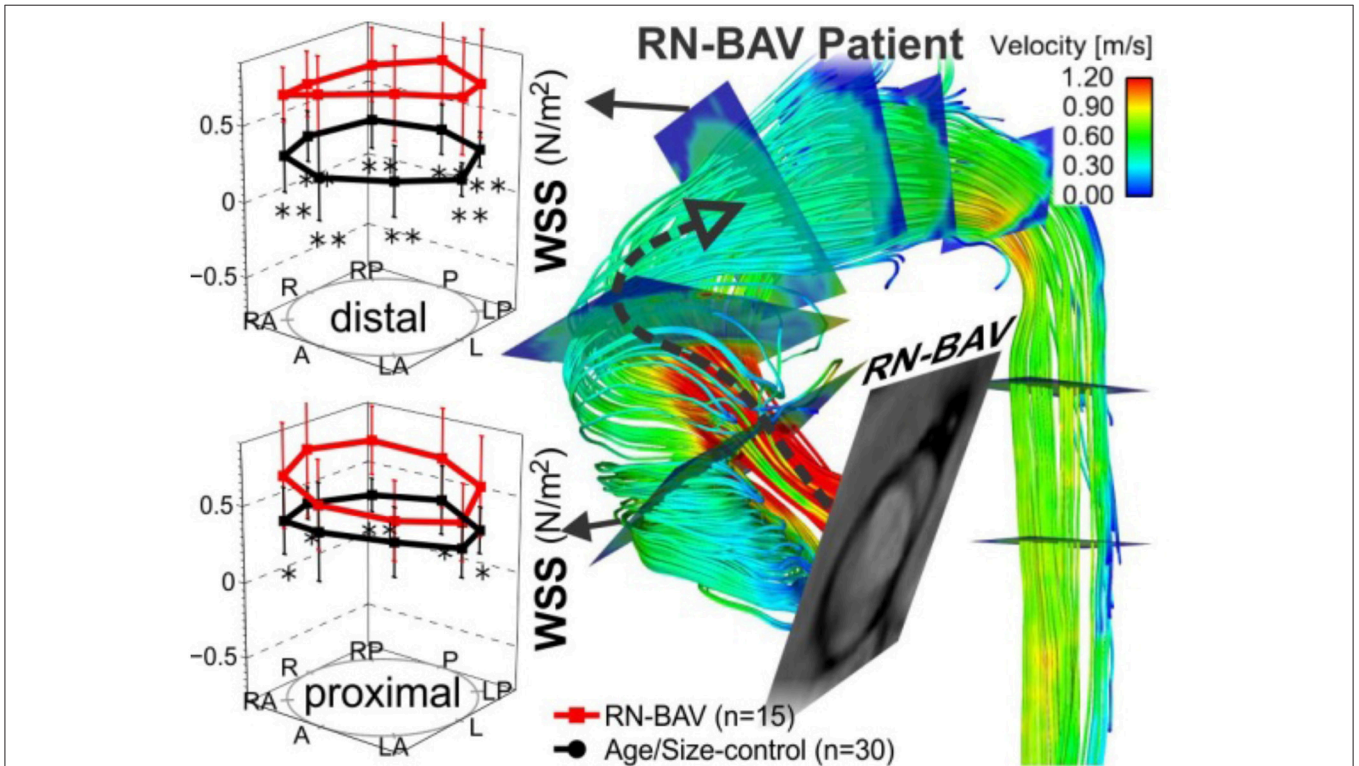 RN-BAV Patient
Velocity [m/s]
1.20
0.90
0.60
0.30
0.00
WSS (N/m²)
0.5
0
−0.5
**
**
**
**
**
**
**
**
RP
R
P
RA
LP
distal
A
L
LA
RN-BAV
WSS (N/m²)
0.5
0
−0.5
**
*
*
*
*
RP
R
P
RA
LP
proximal
A
L
LA
RN-BAV (n=15)
Age/Size-control (n=30)